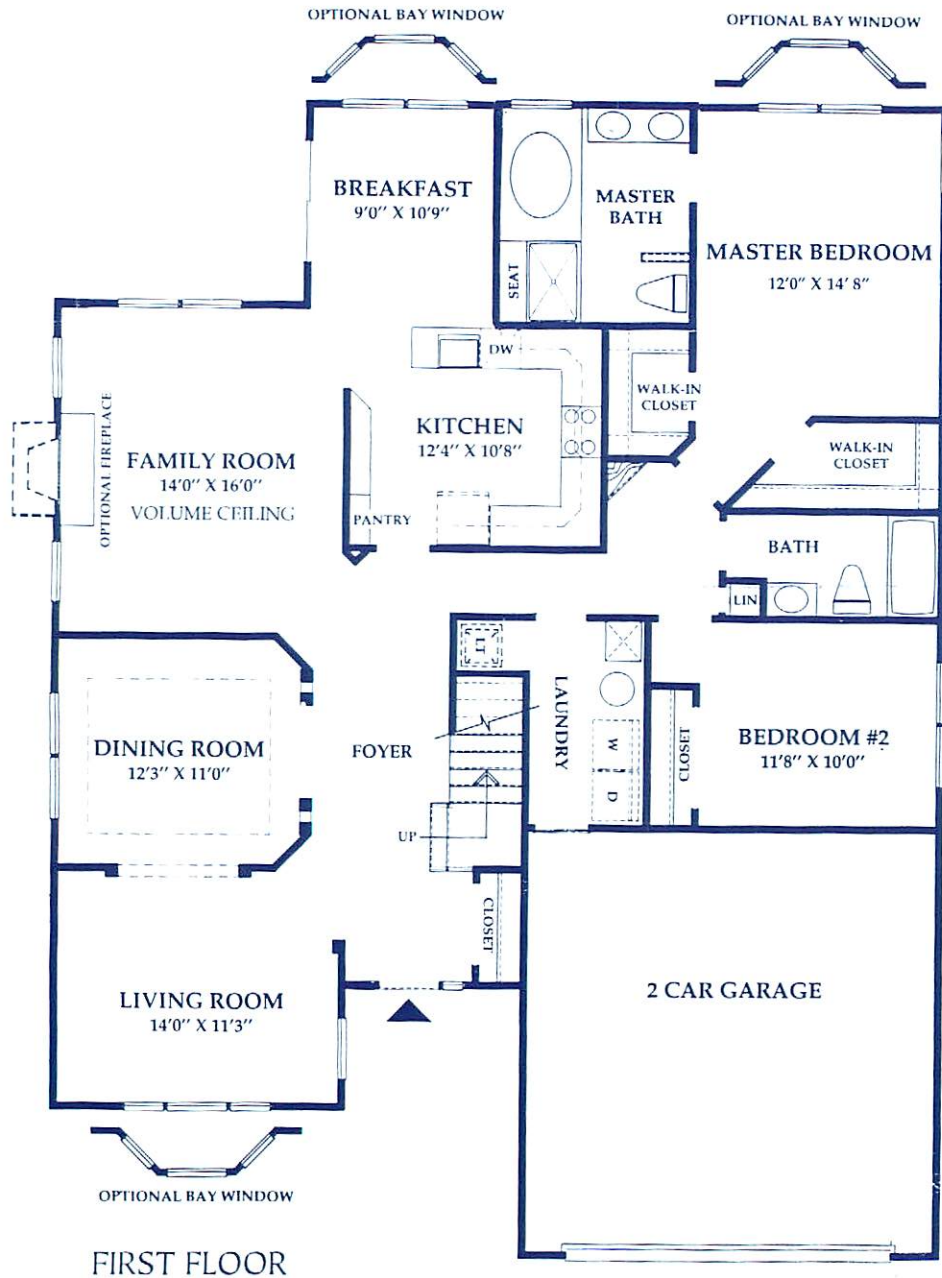 OPTIONAL BAY WINDOW
OPTIONAL BAY WINDOW
BREAKFAST
9'0" X 10'9"
MASTER
BATH
SEAT
MASTER BEDROOM
12'0" X 14' 8"
DW
WALK-IN
CLOSET
KITCHEN
12'4" X 10'8"
PANTRY
OPTIONAL FIREPLACE
FAMILY ROOM
14'0" X 16'0"
VOLUME CEILING
WALK-IN
CLOSET
BATH
LIN
LT
LAUNDRY
W
D
DINING ROOM
12'3" X 11'0"
FOYER
UP
CLOSET
BEDROOM #2
11'8" X 10'0"
CLOSET
LIVING ROOM
14'0" X 11'3"
2 CAR GARAGE
OPTIONAL BAY WINDOW
FIRST FLOOR